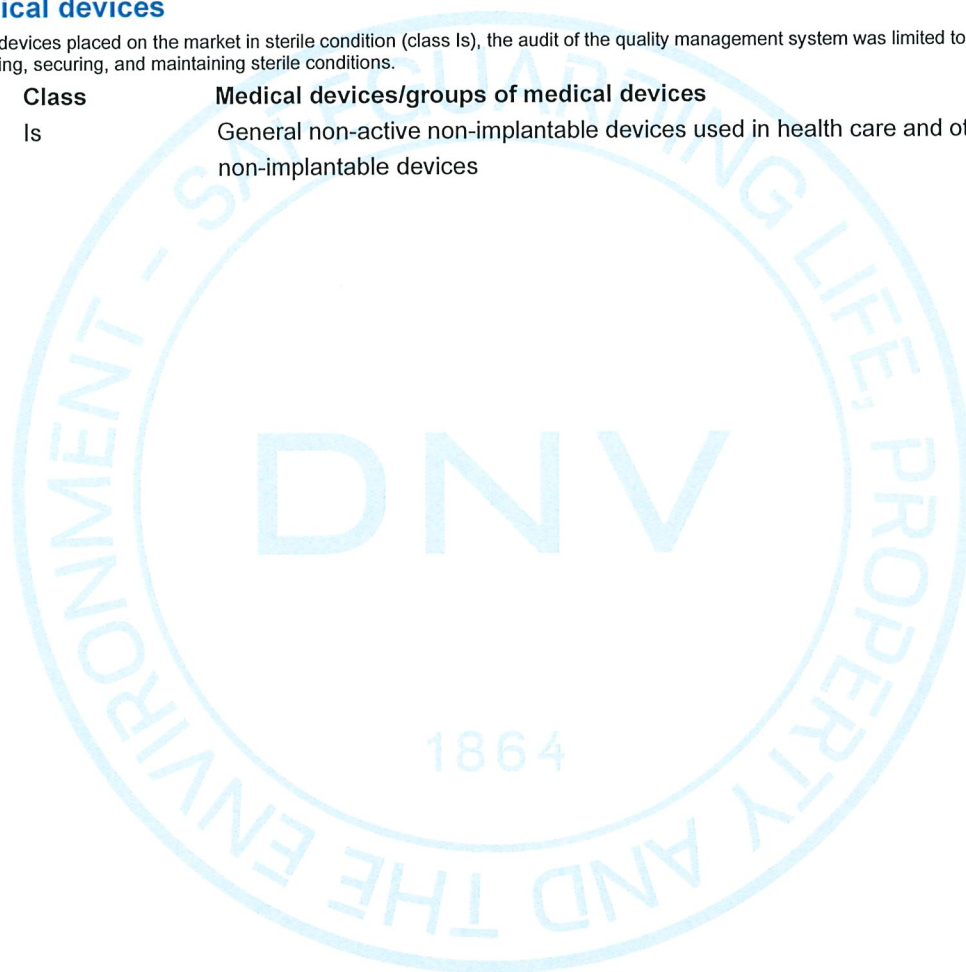 ical devices
devices placed on the market in sterile condition (class Is), the audit of the quality management system was limited to
ing, securing, and maintaining sterile conditions.
Class Medical devices/groups of medical devices
Is General non-active non-implantable devices used in health care and ot
non-implantable devices
SAFEGUARDING LIFE, PROPERTY AND THE ENVIRONMENT -
DNV
1864